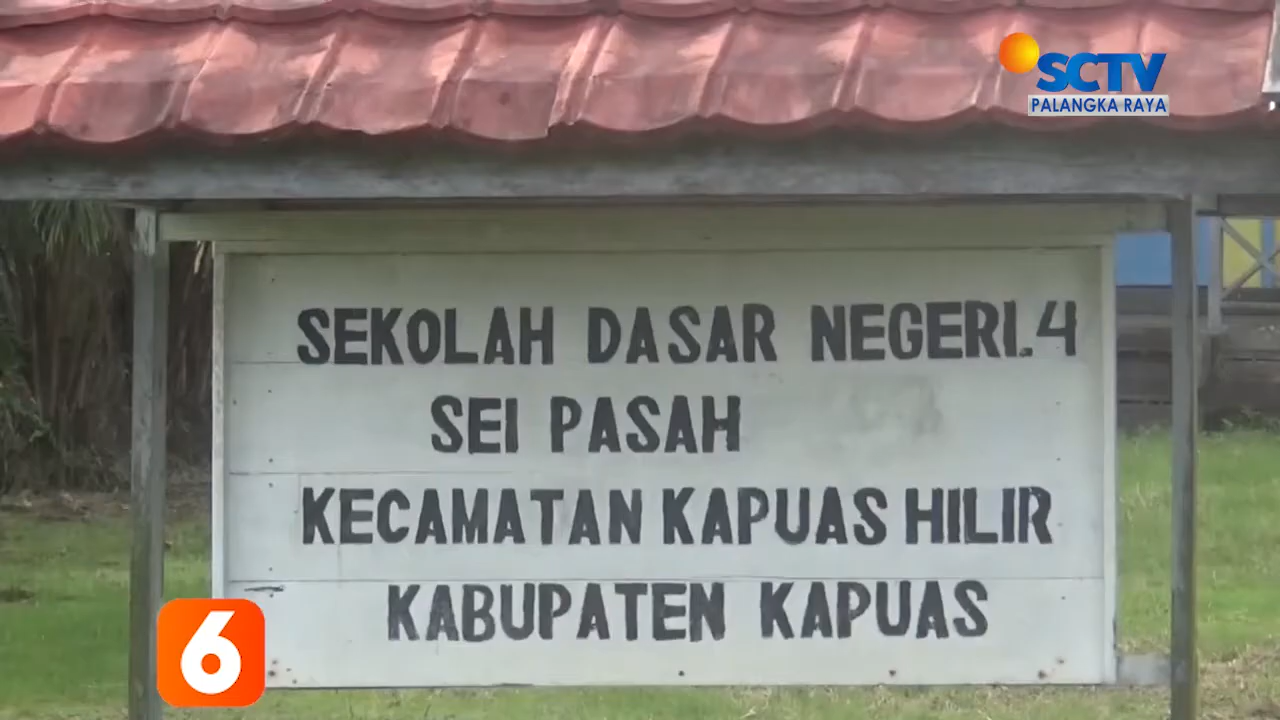 SCTV
PALANGKA RAYA
SEKOLAH DASAR NEGERI.4
SEI PASAH
KECAMATAN KAPUAS HILIR
KABUPATEN KAPUAS
6